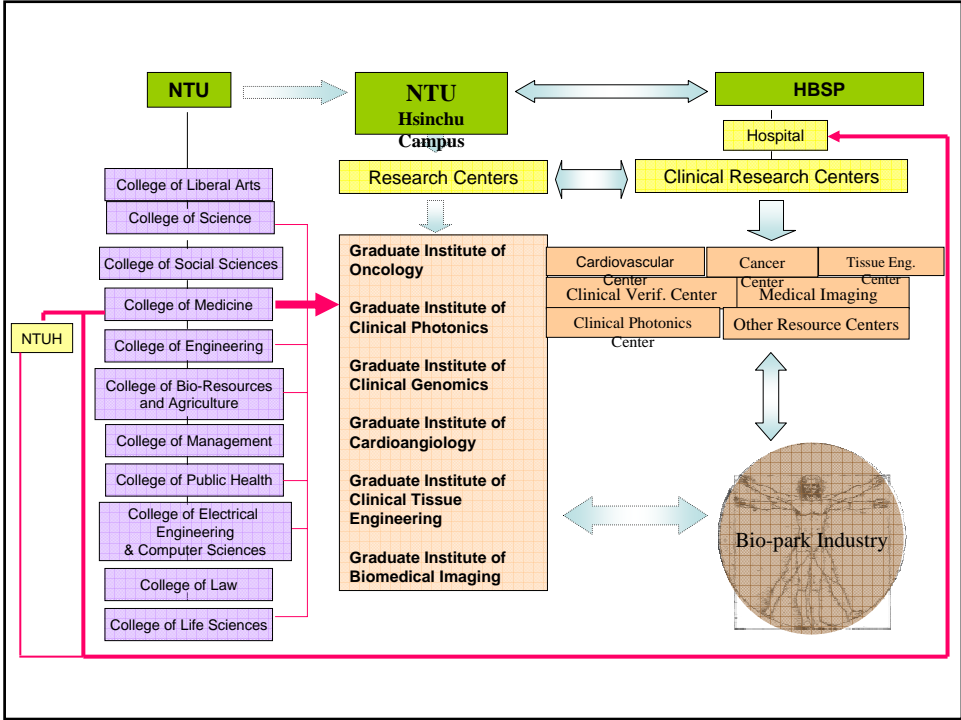 NTU
NTU
Hsinchu
Campus
HBSP
Hospital
Research Centers
Clinical Research Centers
College of Liberal Arts
College of Science
College of Social Sciences
College of Medicine
NTUH
College of Engineering
College of Bio-Resources
and Agriculture
College of Management
College of Public Health
College of Electrical
Engineering
& Computer Sciences
College of Law
College of Life Sciences
Graduate Institute of
Oncology
Graduate Institute of
Clinical Photonics
Graduate Institute of
Clinical Genomics
Graduate Institute of
Cardioangiology
Graduate Institute of
Clinical Tissue
Engineering
Graduate Institute of
Biomedical Imaging
Cardiovascular
Center
Cancer
Center
Tissue Eng.
Center
Clinical Verif. Center
Medical Imaging
Clinical Photonics
Center
Other Resource Centers
Bio-park Industry